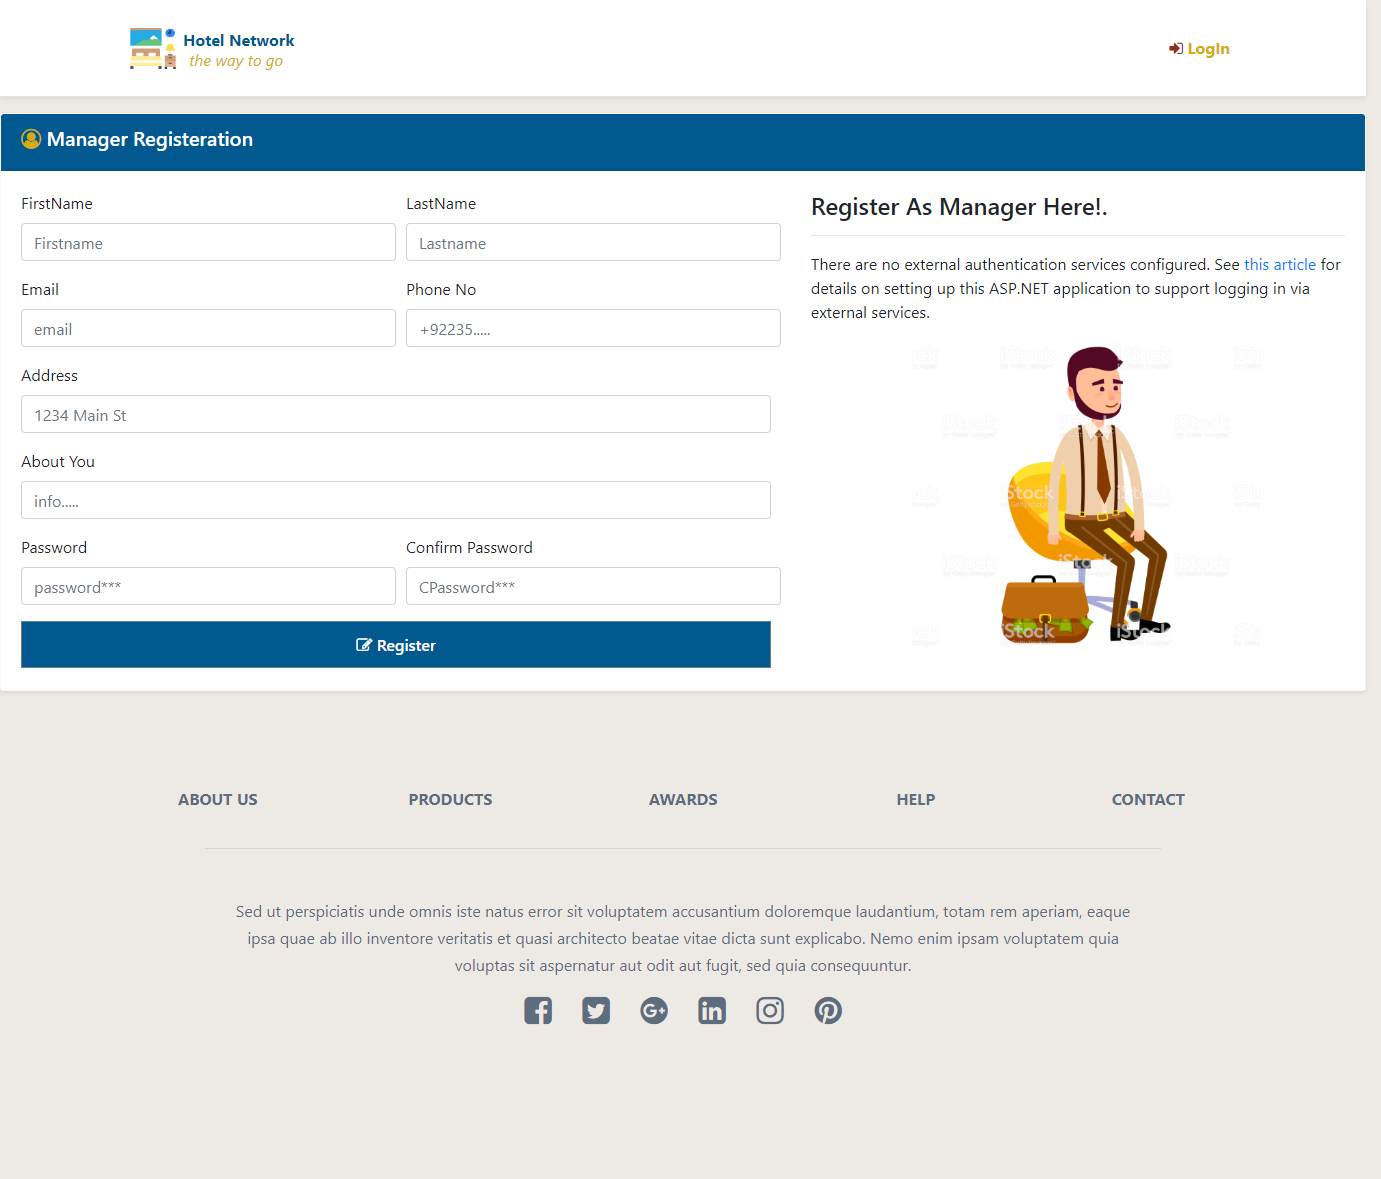 Hotel Network
the way to go
LogIn
Manager Registeration
FirstName
LastName
Firstname
Lastname
Email
Phone No
email
+92235.....
Address
1234 Main St
About You
info.....
Password
Confirm Password
password***
CPassword***
Register
Register As Manager Here!.
There are no external authentication services configured. See this article for
details on setting up this ASP.NET application to support logging in via
external services.
iStock
iStock
iStock
iStock
iStock
iStock
ABOUT US
PRODUCTS
AWARDS
HELP
CONTACT
Sed ut perspiciatis unde omnis iste natus error sit voluptatem accusantium doloremque laudantium, totam rem aperiam, eaque
ipsa quae ab illo inventore veritatis et quasi architecto beatae vitae dicta sunt explicabo. Nemo enim ipsam voluptatem quia
voluptas sit aspernatur aut odit aut fugit, sed quia consequuntur.